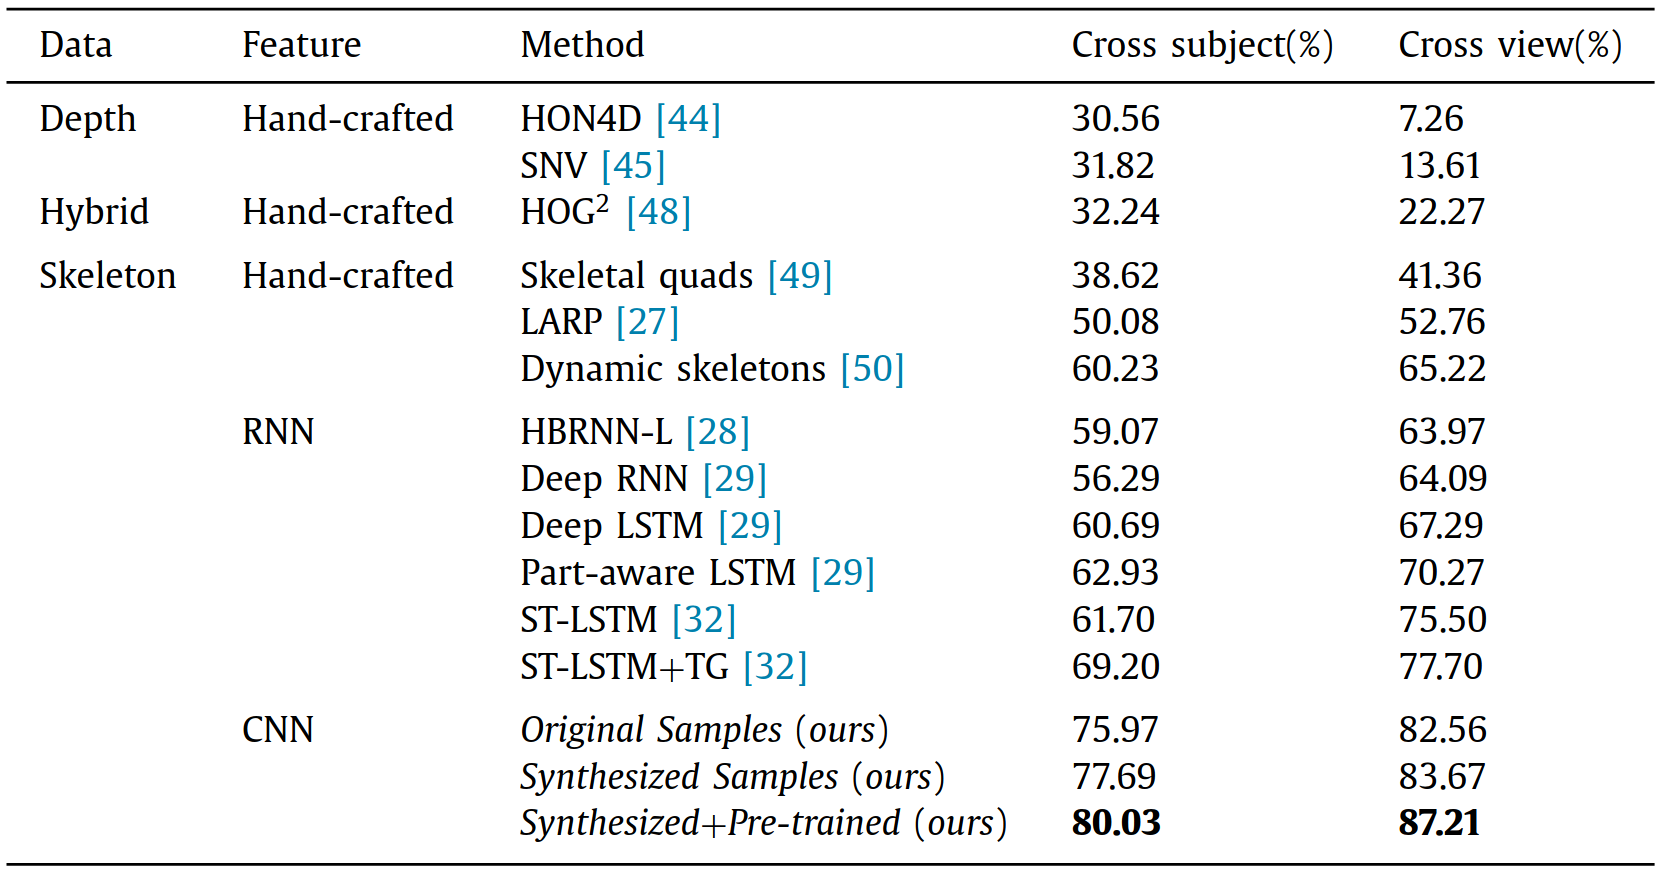 Data Feature Method Cross subject(%) Cross view(%)
Depth Hand-crafted HON4D [44] 30.56 7.26
SNV [45] 31.82 13.61
Hybrid Hand-crafted HOG² [48] 32.24 22.27
Skeleton Hand-crafted Skeletal quads [49] 38.62 41.36
LARP [27] 50.08 52.76
Dynamic skeletons [50] 60.23 65.22
RNN HBRNN-L [28] 59.07 63.97
Deep RNN [29] 56.29 64.09
Deep LSTM [29] 60.69 67.29
Part-aware LSTM [29] 62.93 70.27
ST-LSTM [32] 61.70 75.50
ST-LSTM+TG [32] 69.20 77.70
CNN Original Samples (ours) 75.97 82.56
Synthesized Samples (ours) 77.69 83.67
Synthesized+Pre-trained (ours) 80.03 87.21